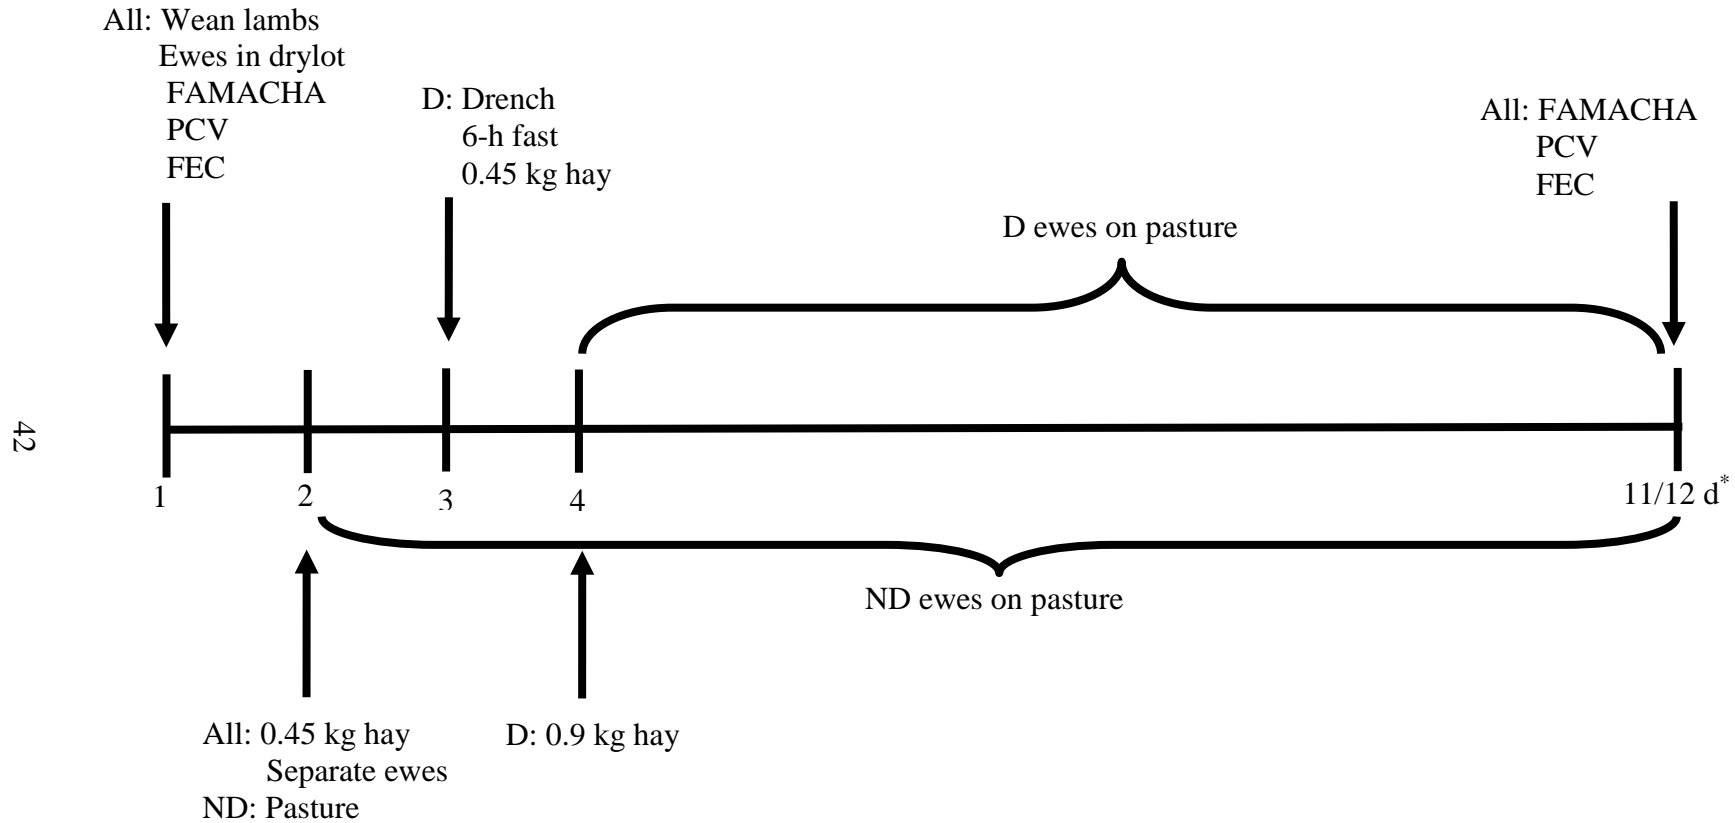 All: Wean lambs
Ewes in drylot
FAMACHA
PCV
FEC
D: Drench
6-h fast
0.45 kg hay
All: FAMACHA
PCV
FEC
D ewes on pasture
42
1
2
3
4
11/12 d*
ND ewes on pasture
All: 0.45 kg hay
Separate ewes
ND: Pasture
D: 0.9 kg hay